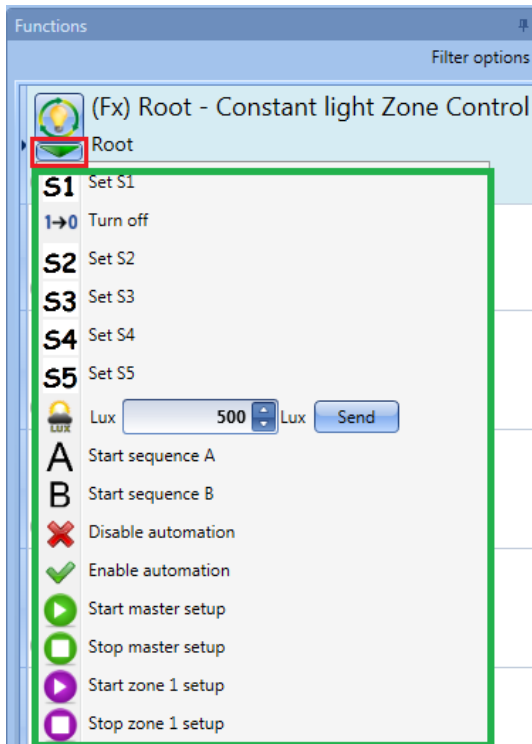 Functions
Filter options
(Fx) Root - Constant light Zone Control
Root
S1 Set S1
1→0 Turn off
S2 Set S2
S3 Set S3
S4 Set S4
S5 Set S5
LUX Lux 500 Lux Send
A Start sequence A
B Start sequence B
Disable automation
Enable automation
Start master setup
Stop master setup
Start zone 1 setup
Stop zone 1 setup